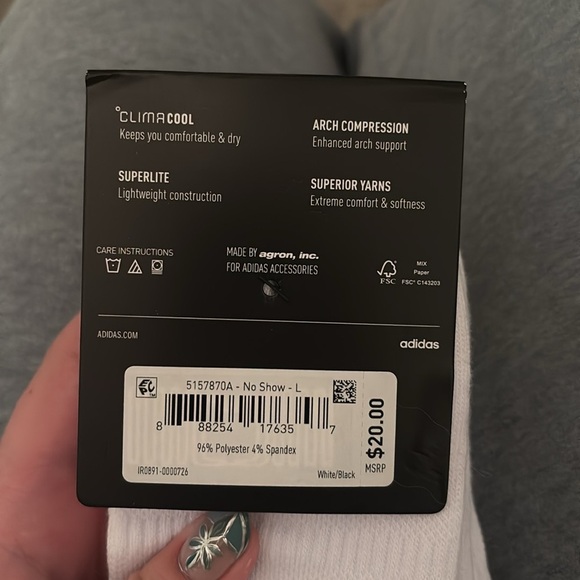 °CLIMACOOL
Keeps you comfortable & dry
ARCH COMPRESSION
Enhanced arch support
SUPERLITE
Lightweight construction
SUPERIOR YARNS
Extreme comfort & softness
CARE INSTRUCTIONS
MADE BY agron, inc.
FOR ADIDAS ACCESSORIES
FSC
MIX
Paper
FSC® C143203
ADIDAS.COM
adidas
5157870A - No Show - L
8 88254 17635 7
96% Polyester 4% Spandex
IR0891-0000726
White/Black
$20.00
MSRP